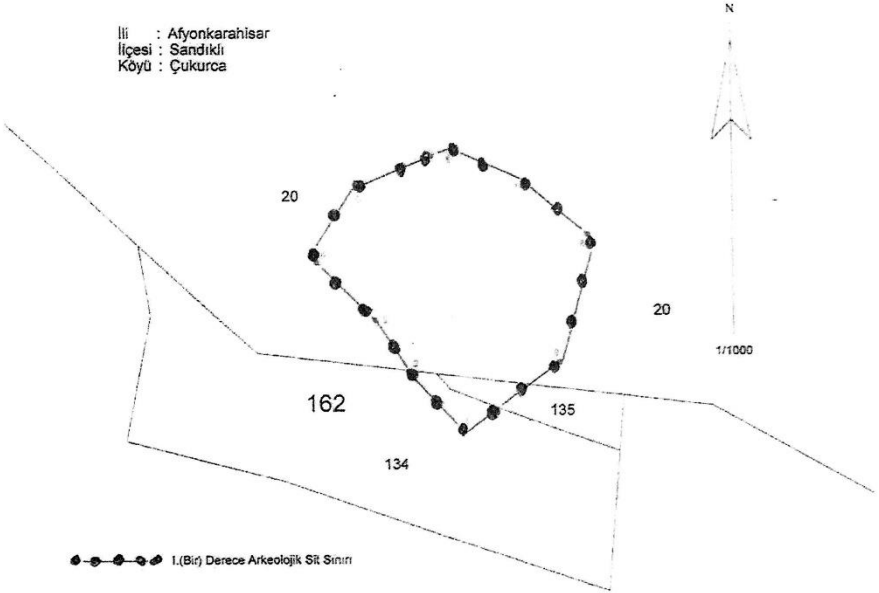 İli : Afyonkarahisar
İlçesi : Sandıklı
Köyü : Çukurca
N
20
20
1/1000
162
135
134
I.(Bir) Derece Arkeolojik Sit Sınırı